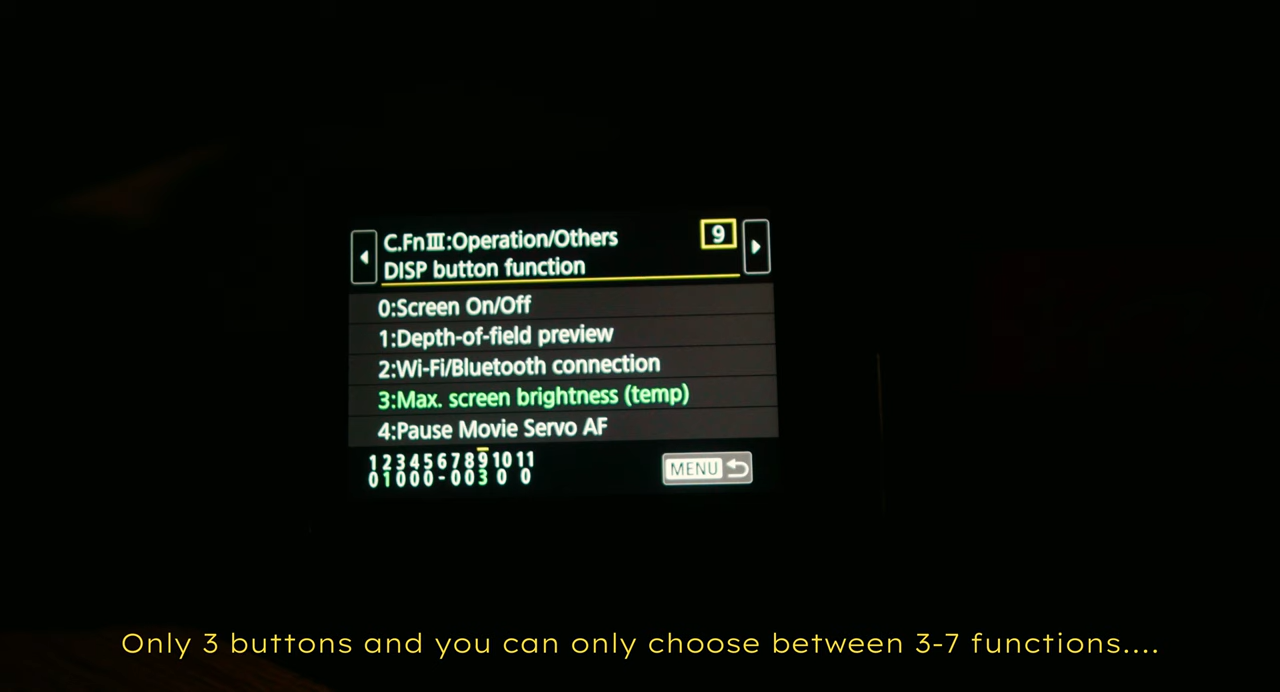 C.FnⅢ:Operation/Others 9
DISP button function
0:Screen On/Off
1:Depth-of-field preview
2:Wi-Fi/Bluetooth connection
3:Max. screen brightness (temp)
4:Pause Movie Servo AF
1 2 3 4 5 6 7 8 9 10 11
0 1 0 0 0 - 0 0 3 0 0
MENU
Only 3 buttons and you can only choose between 3-7 functions....